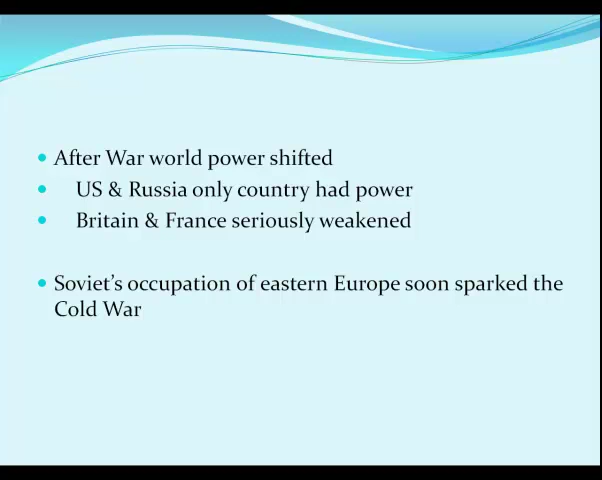 After War world power shifted
US & Russia only country had power
Britain & France seriously weakened
Soviet's occupation of eastern Europe soon sparked the
Cold War